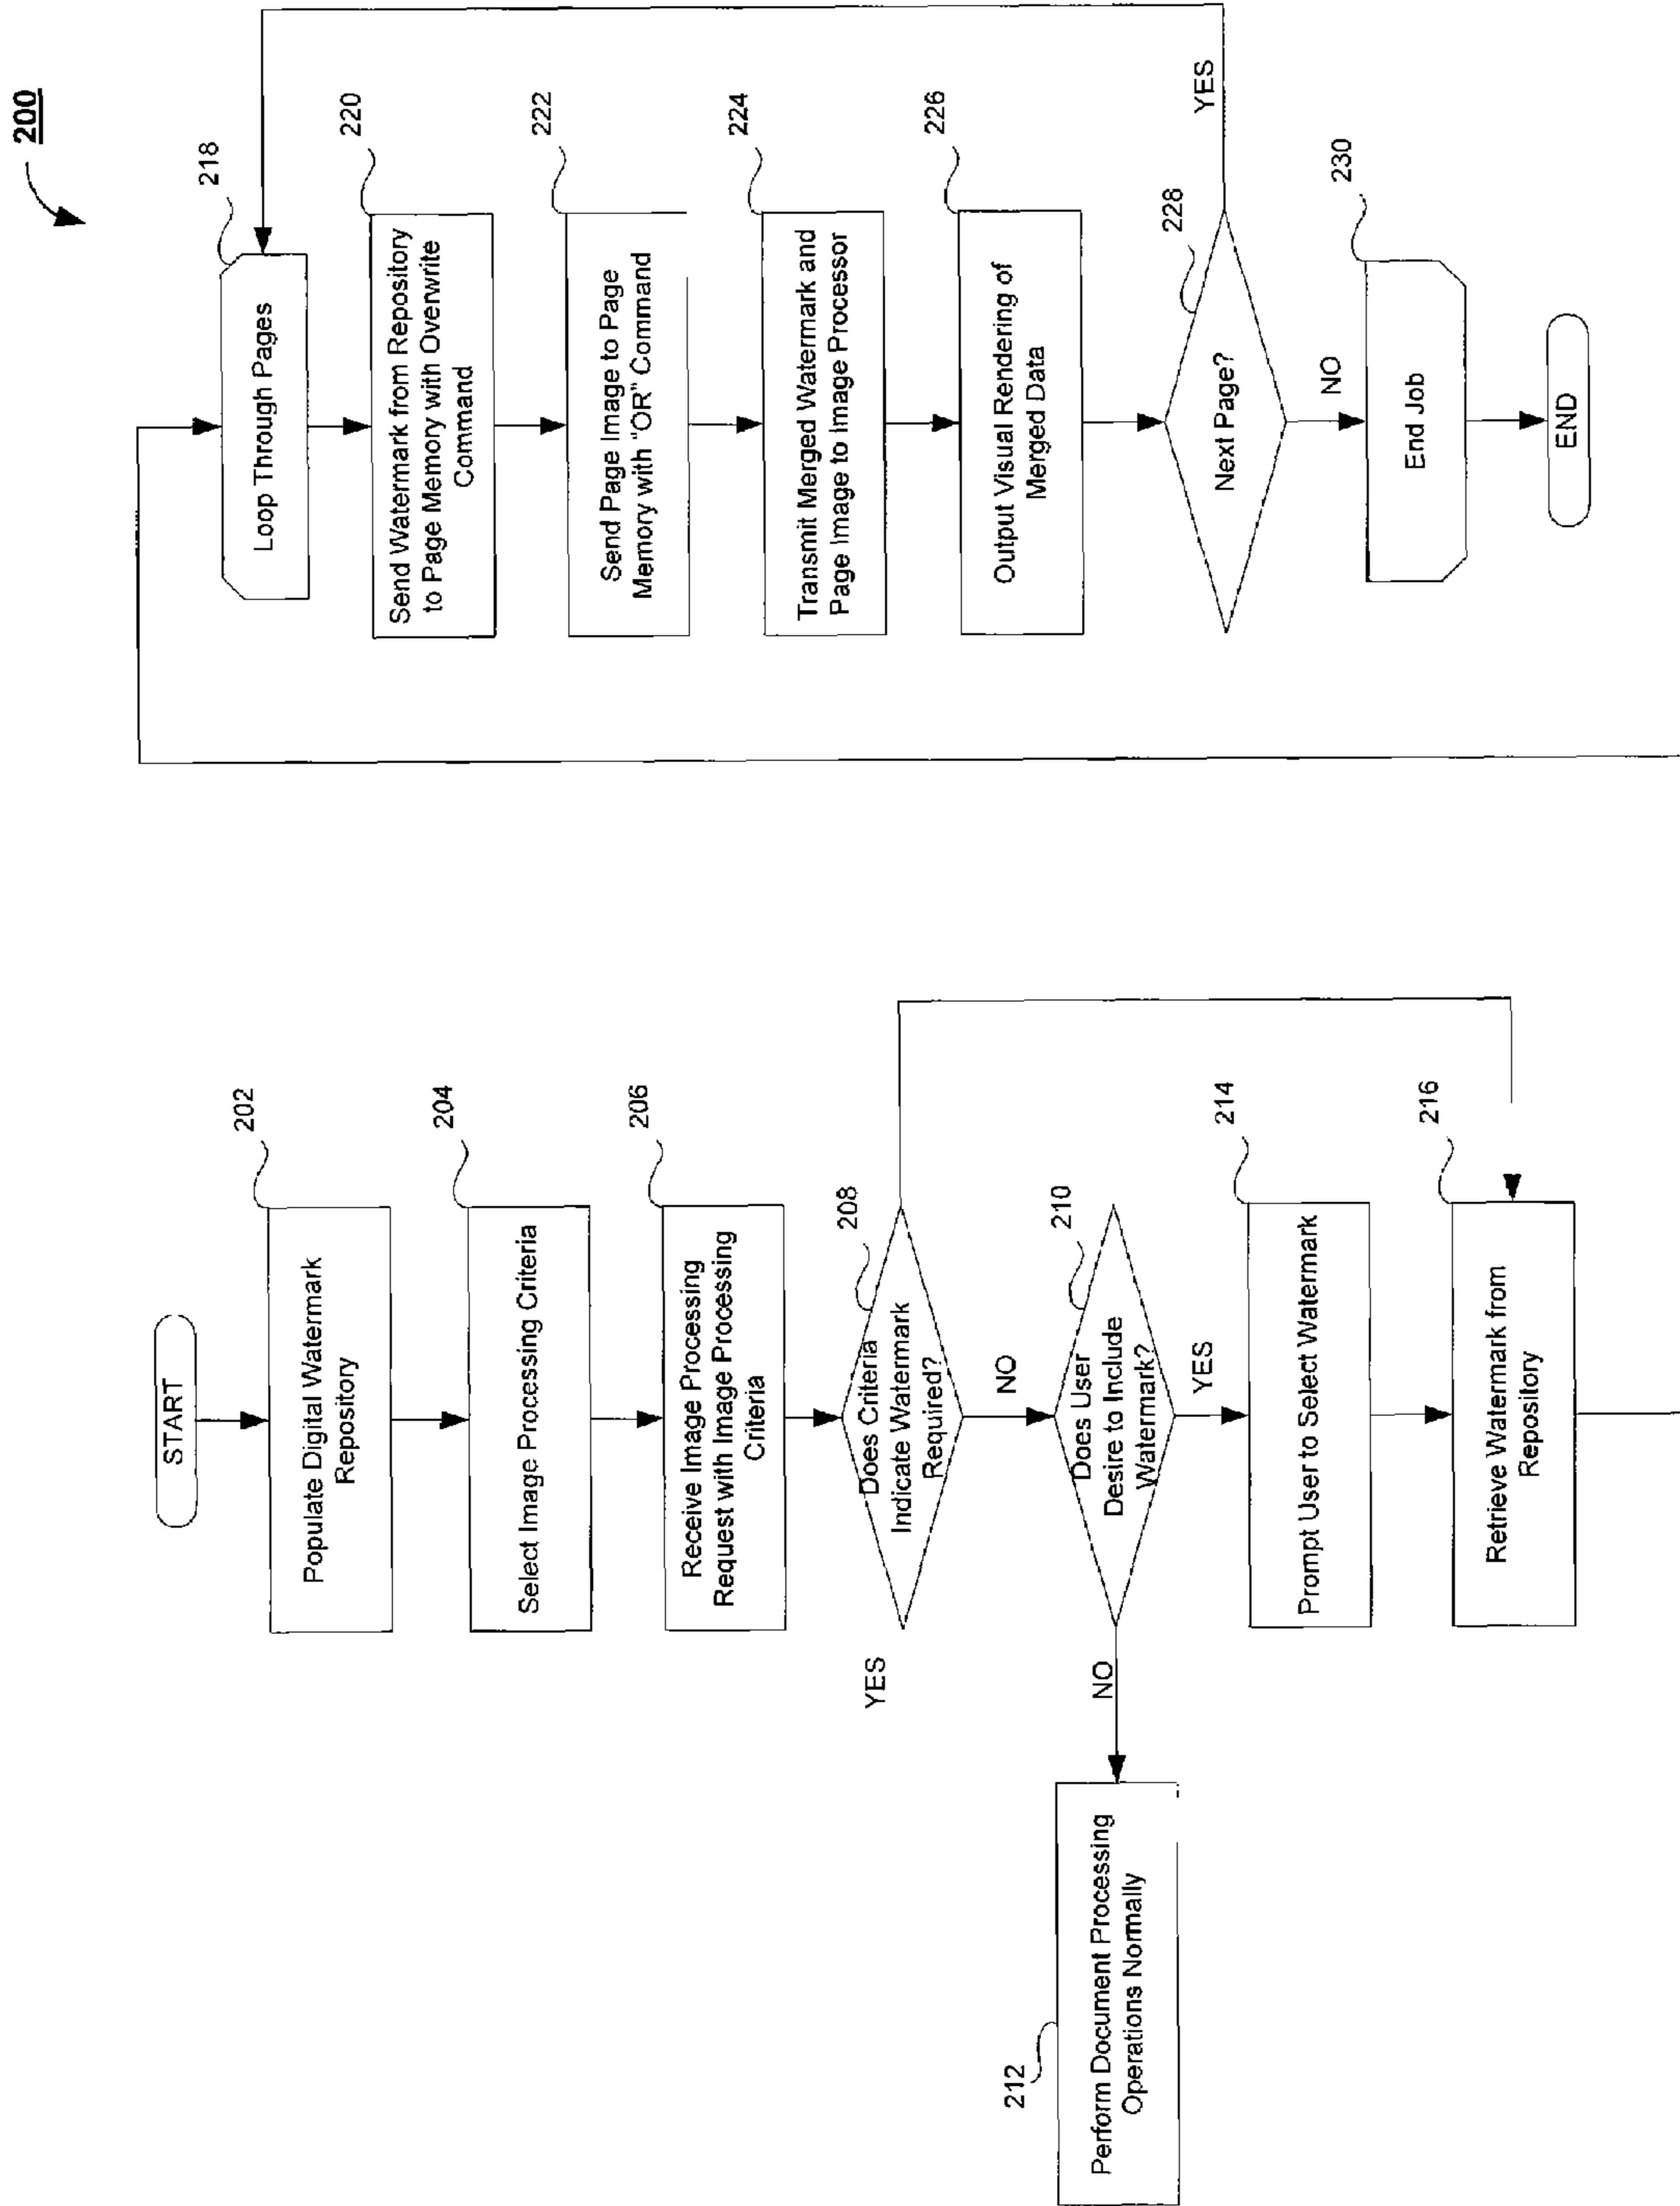 200
START
202
Populate Digital Watermark
Repository
204
Select Image Processing Criteria
206
Receive Image Processing
Request with Image Processing
Criteria
208
Does Criteria
Indicate Watermark
Required?
YES
NO
210
Does User
Desire to Include
Watermark?
NO
YES
212
Perform Document Processing
Operations Normally
214
Prompt User to Select Watermark
216
Retrieve Watermark from
Repository
218
Loop Through Pages
220
Send Watermark from Repository
to Page Memory with Overwrite
Command
222
Send Page Image to Page
Memory with "OR" Command
224
Transmit Merged Watermark and
Page Image to Image Processor
226
Output Visual Rendering of
Merged Data
228
Next Page?
YES
NO
230
End Job
END